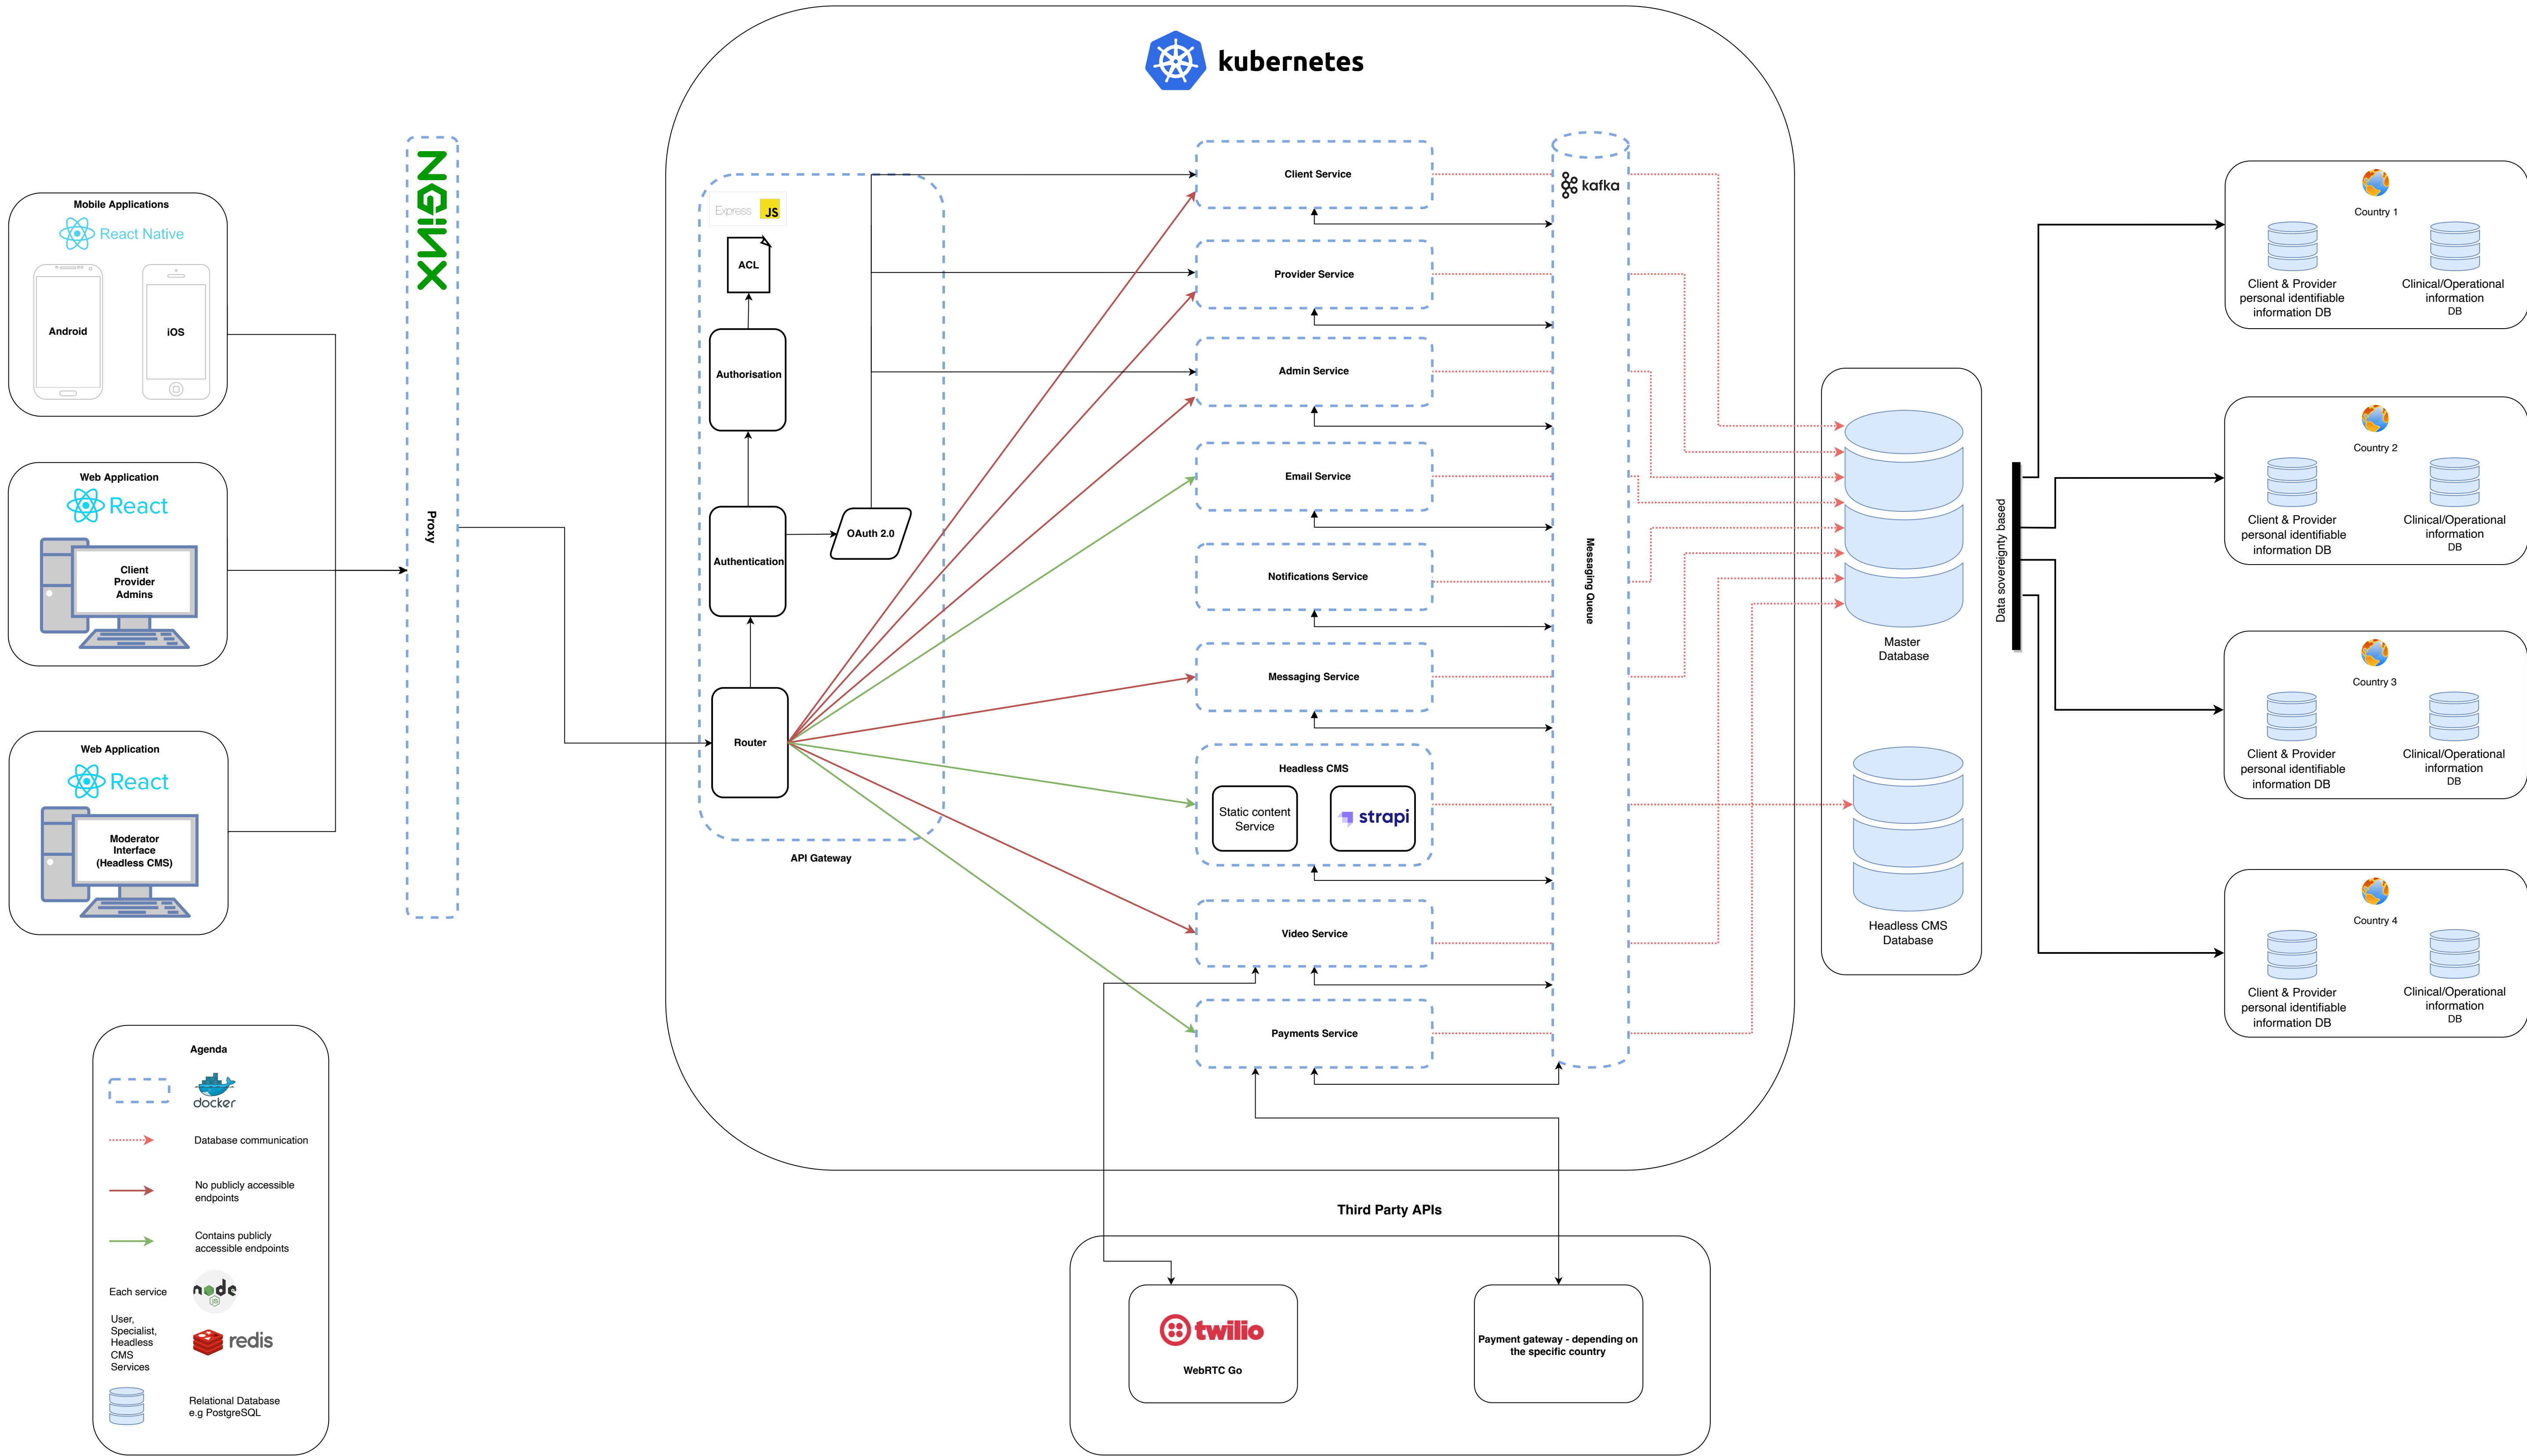 kubernetes
NGINX
Proxy
Mobile Applications
React Native
Android
iOS
Web Application
React
Client
Provider
Admins
Web Application
React
Moderator
Interface
(Headless CMS)
Express
JS
ACL
Authorisation
Authentication
OAuth 2.0
Router
API Gateway
Client Service
Provider Service
Admin Service
Email Service
Notifications Service
Messaging Service
Headless CMS
Static content
Service
strapi
Video Service
Payments Service
kafka
Messaging Queue
Master
Database
Headless CMS
Database
Data sovereignty based
Country 1
Client & Provider
personal identifiable
information DB
Clinical/Operational
information
DB
Country 2
Client & Provider
personal identifiable
information DB
Clinical/Operational
information
DB
Country 3
Client & Provider
personal identifiable
information DB
Clinical/Operational
information
DB
Country 4
Client & Provider
personal identifiable
information DB
Clinical/Operational
information
DB
Agenda
docker
Database communication
No publicly accessible
endpoints
Contains publicly
accessible endpoints
Each service
node
JS
User,
Specialist,
Headless
CMS
Services
redis
Relational Database
e.g PostgreSQL
Third Party APIs
twilio
WebRTC Go
Payment gateway - depending on
the specific country